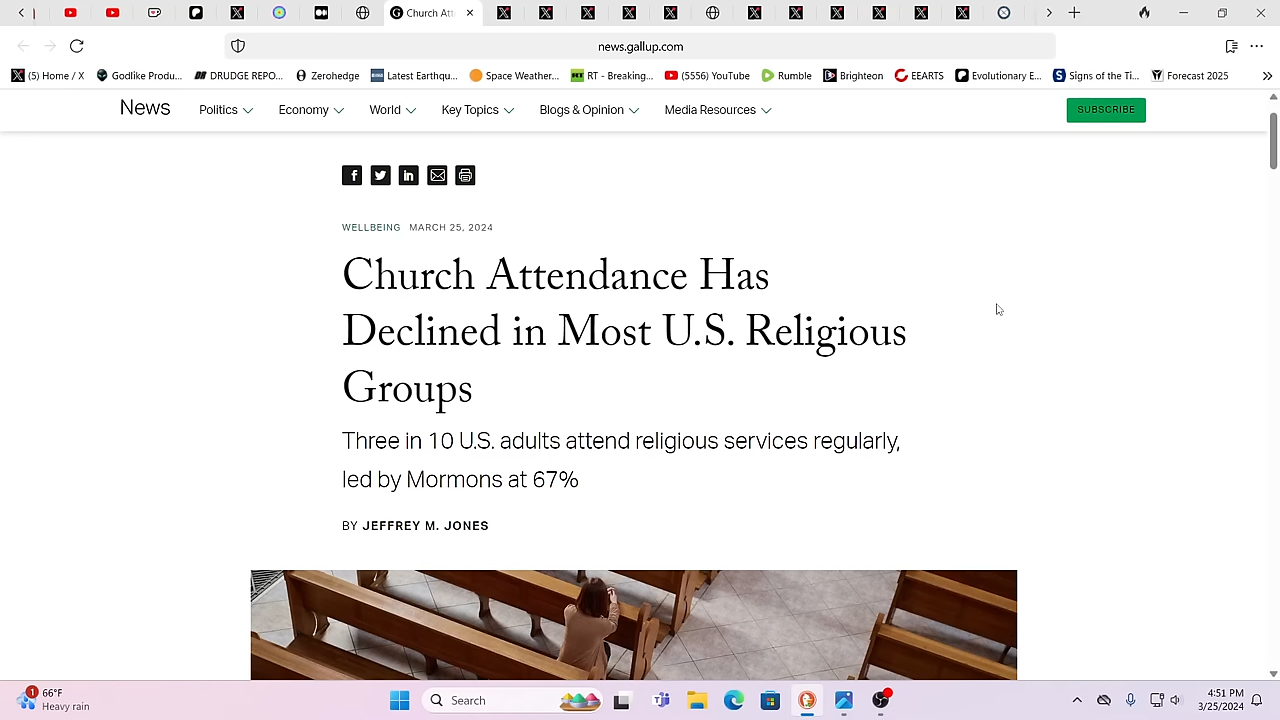 Church Att
news.gallup.com
(5) Home / X
Godlike Produ...
DRUDGE REPO...
Zerohedge
Latest Earthqu...
Space Weather...
RT - Breaking...
(5556) YouTube
Rumble
Brighteon
EEARTS
Evolutionary E...
Signs of the Ti...
Forecast 2025
News
Politics
Economy
World
Key Topics
Blogs & Opinion
Media Resources
SUBSCRIBE
WELLBEING MARCH 25, 2024
Church Attendance Has
Declined in Most U.S. Religious
Groups
Three in 10 U.S. adults attend religious services regularly,
led by Mormons at 67%
BY JEFFREY M. JONES
1
66°F
Heavy rain
Search
4:51 PM
3/25/2024